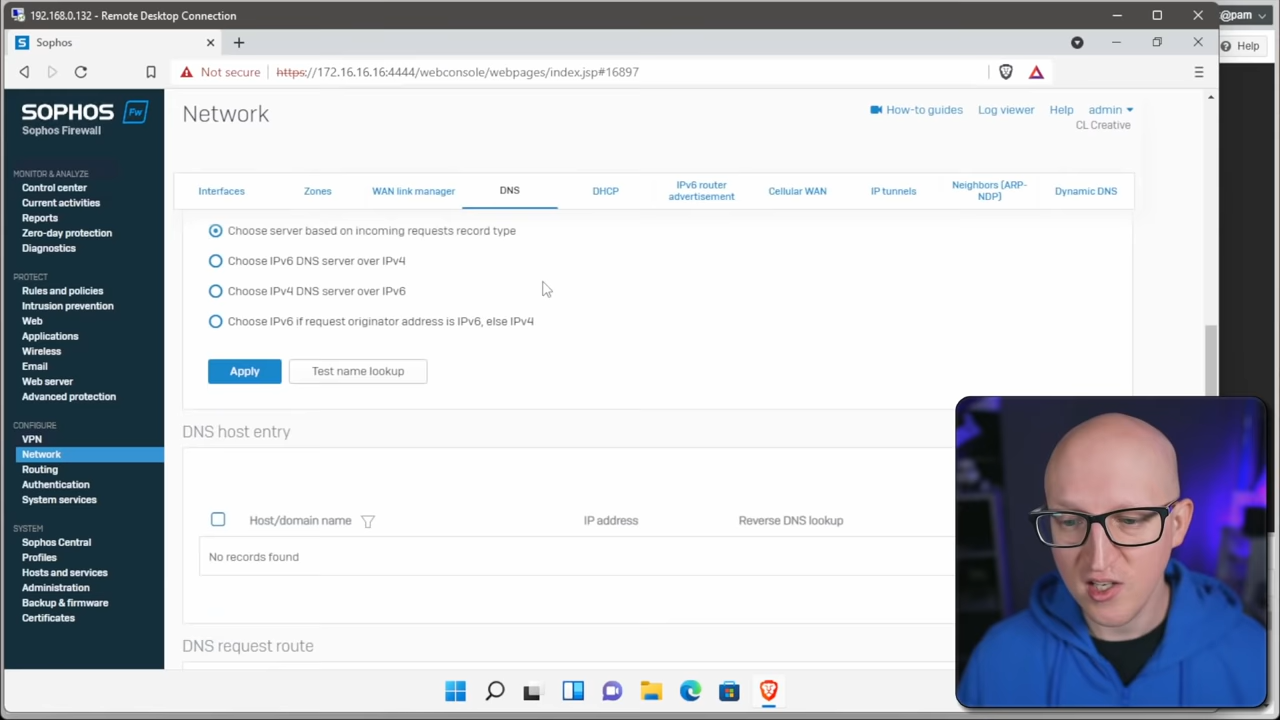 192.168.0.132 - Remote Desktop Connection
@pam
Sophos
Help
Not secure https://172.16.16.16:4444/webconsole/webpages/index.jsp#16897
SOPHOS Fw
Sophos Firewall
Network
How-to guides Log viewer Help admin
CL Creative
Interfaces Zones WAN link manager DNS DHCP IPv6 router advertisement Cellular WAN IP tunnels Neighbors (ARP-NDP) Dynamic DNS
MONITOR & ANALYZE
Control center
Current activities
Reports
Zero-day protection
Diagnostics
PROTECT
Rules and policies
Intrusion prevention
Web
Applications
Wireless
Email
Web server
Advanced protection
CONFIGURE
VPN
Network
Routing
Authentication
System services
SYSTEM
Sophos Central
Profiles
Hosts and services
Administration
Backup & firmware
Certificates
Choose server based on incoming requests record type
Choose IPv6 DNS server over IPv4
Choose IPv4 DNS server over IPv6
Choose IPv6 if request originator address is IPv6, else IPv4
Apply Test name lookup
DNS host entry
Host/domain name IP address Reverse DNS lookup
No records found
DNS request route